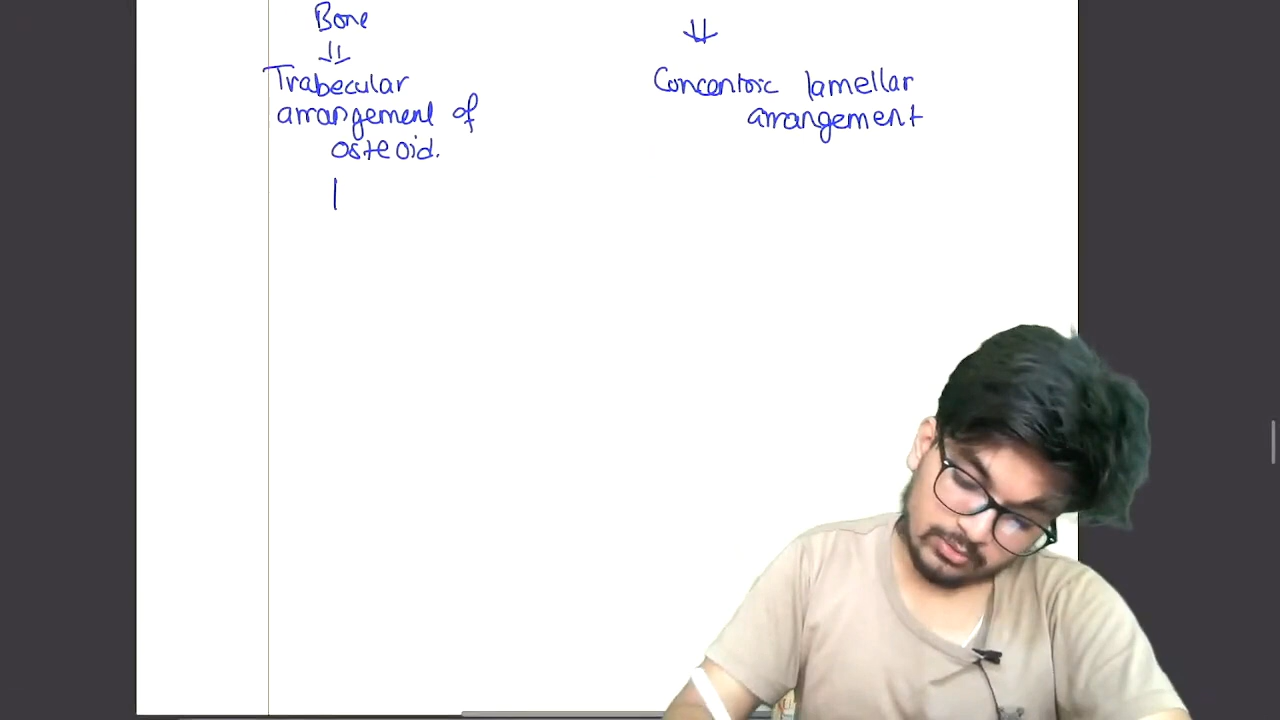 Bone
Trabecular
arrangement of
osteoid.
Concentric lamellar
arrangement